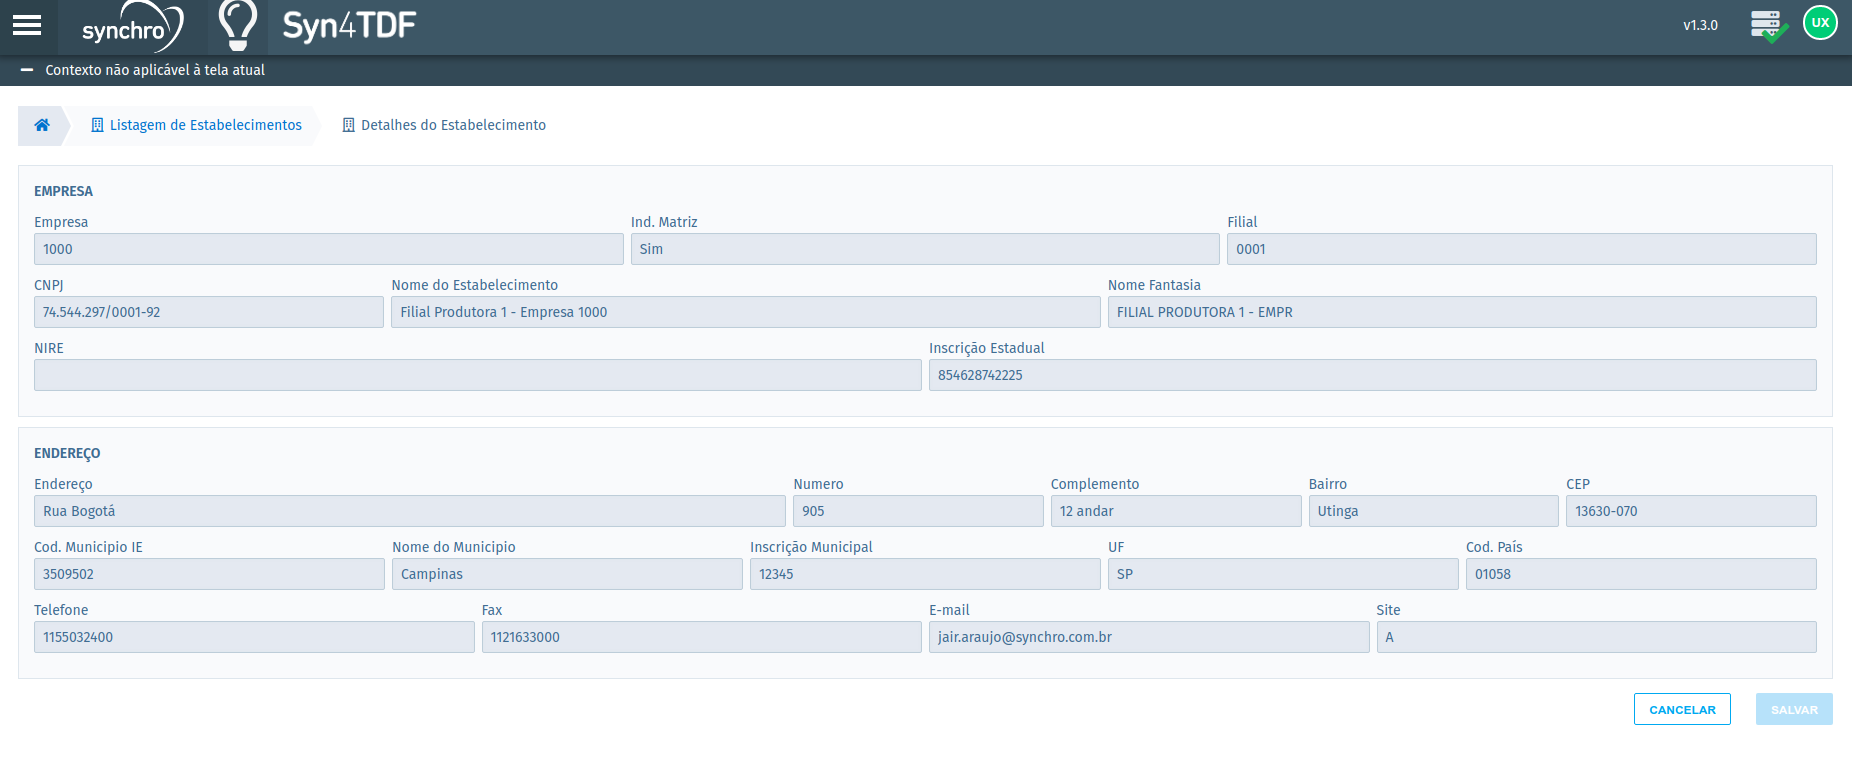 synchro Syn4TDF v1.3.0 UX
Contexto não aplicável à tela atual
Listagem de Estabelecimentos Detalhes do Estabelecimento
EMPRESA
Empresa Ind. Matriz Filial
1000 Sim 0001
CNPJ Nome do Estabelecimento Nome Fantasia
74.544.297/0001-92 Filial Produtora 1 - Empresa 1000 FILIAL PRODUTORA 1 - EMPR
NIRE Inscrição Estadual
854628742225
ENDEREÇO
Endereço Numero Complemento Bairro CEP
Rua Bogotá 905 12 andar Utinga 13630-070
Cod. Municipio IE Nome do Municipio Inscrição Municipal UF Cod. País
3509502 Campinas 12345 SP 01058
Telefone Fax E-mail Site
1155032400 1121633000 jair.araujo@synchro.com.br A
CANCELAR SALVAR